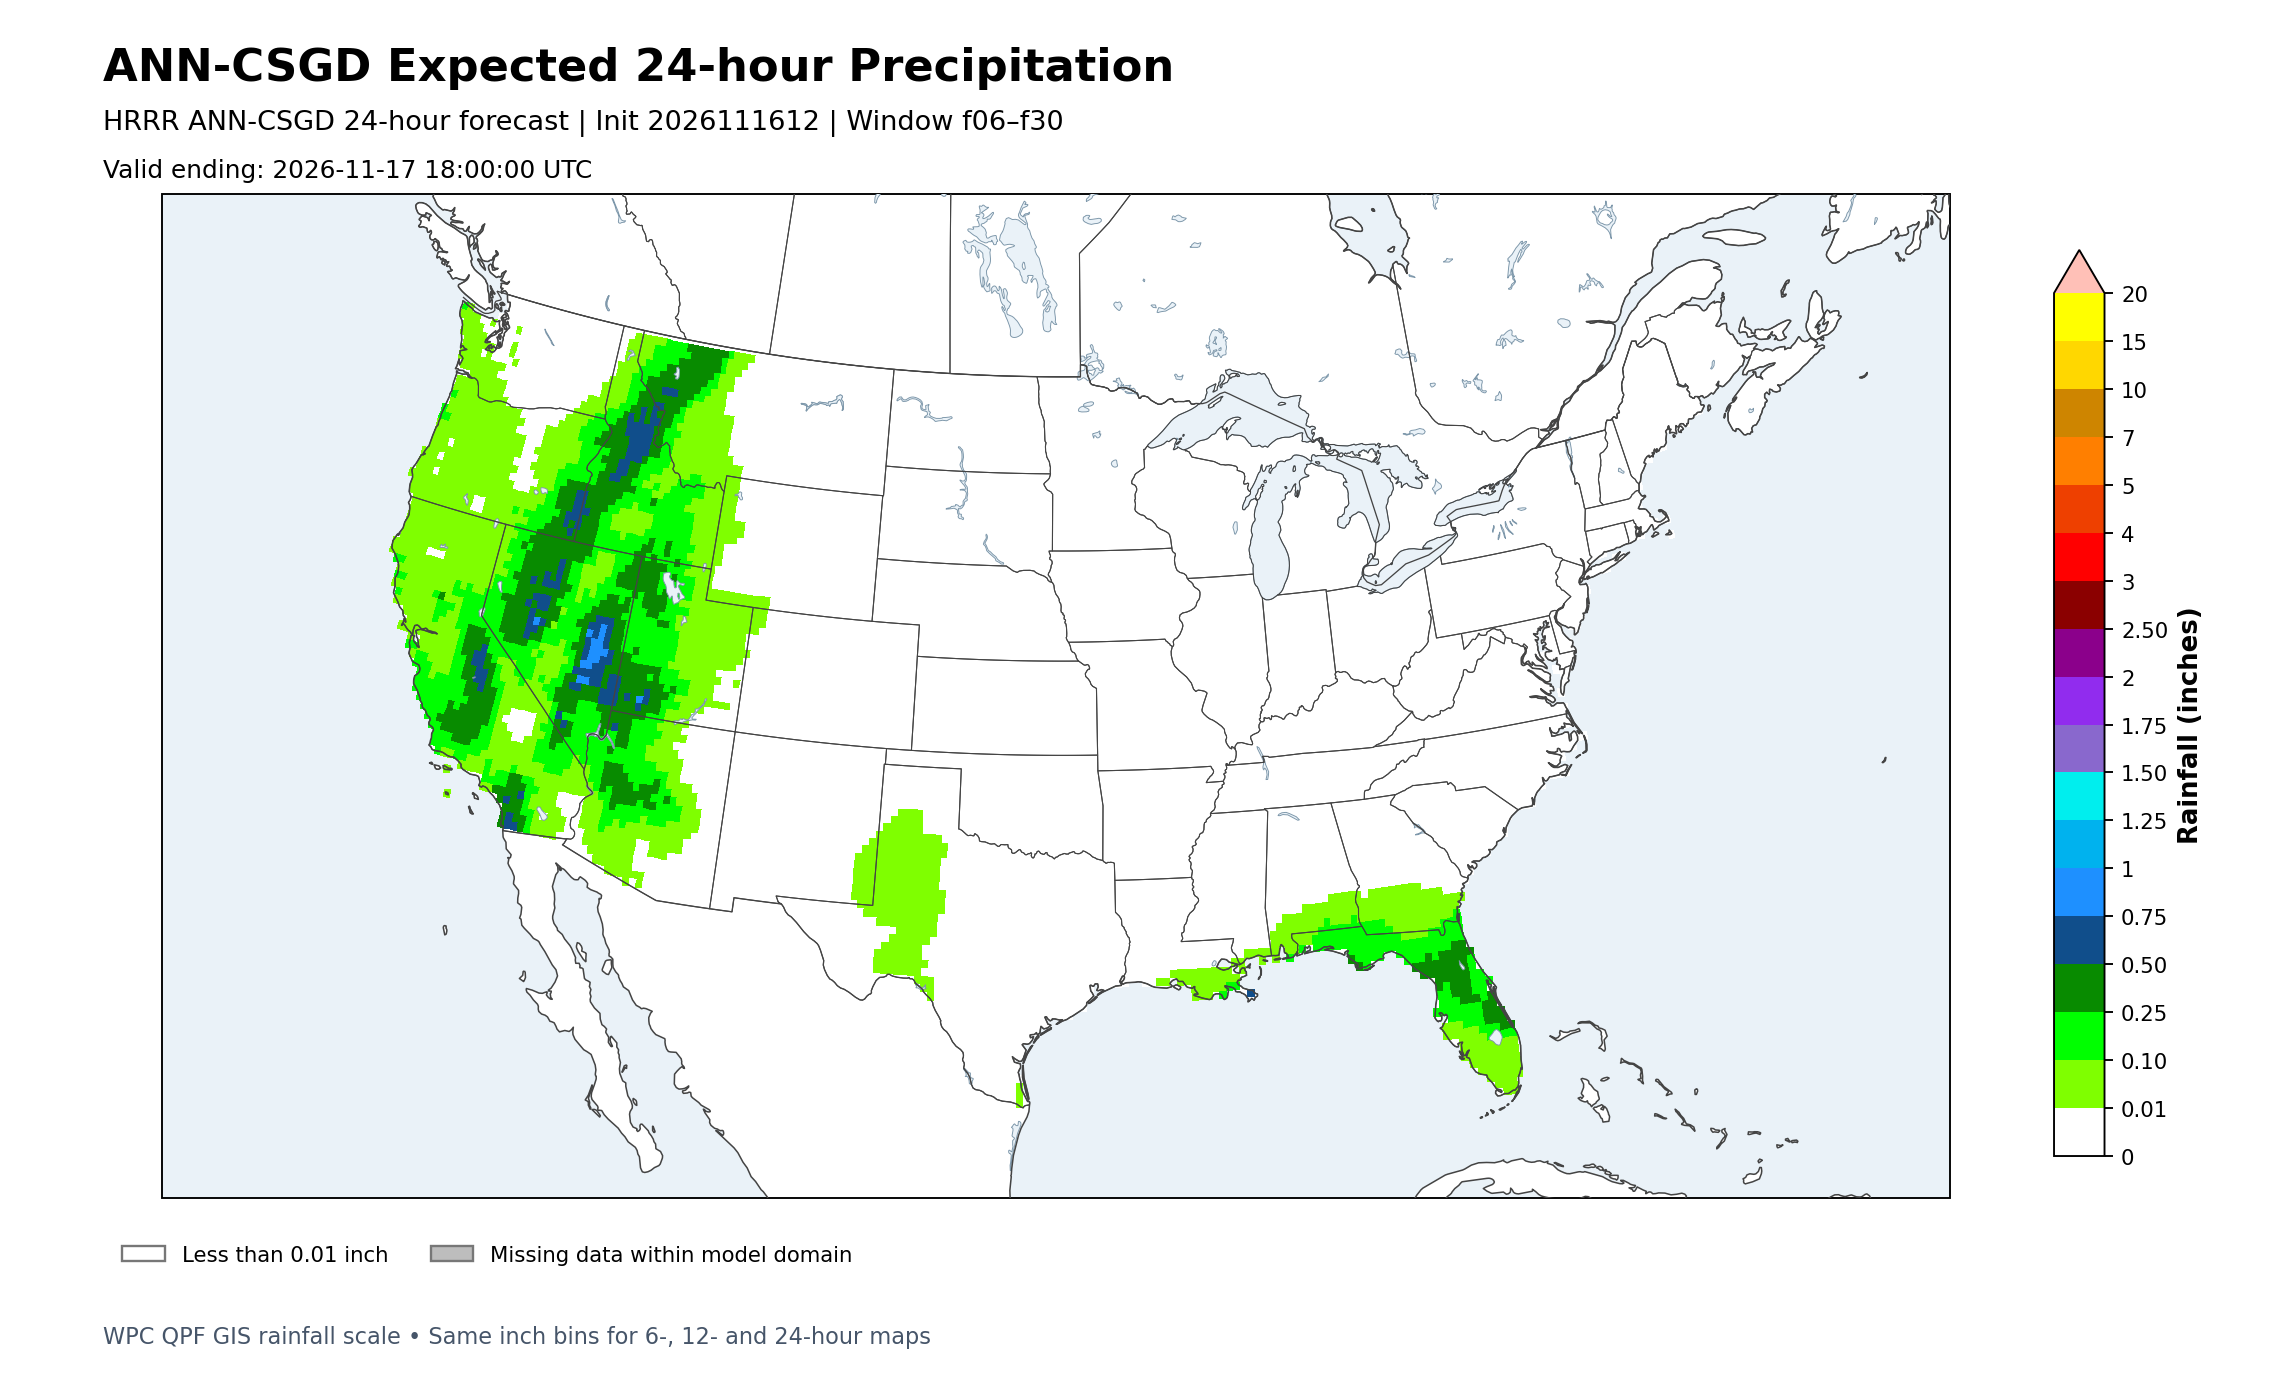 ANN-CSGD Expected 24-hour Precipitation
HRRR ANN-CSGD 24-hour forecast | Init 2026111612 | Window f06–f30
Valid ending: 2026-11-17 18:00:00 UTC
20
15
10
7
5
4
3
2.50
2
1.75
1.50
1.25
1
0.75
0.50
0.25
0.10
0.01
0
Rainfall (inches)
Less than 0.01 inch
Missing data within model domain
WPC QPF GIS rainfall scale • Same inch bins for 6-, 12- and 24-hour maps